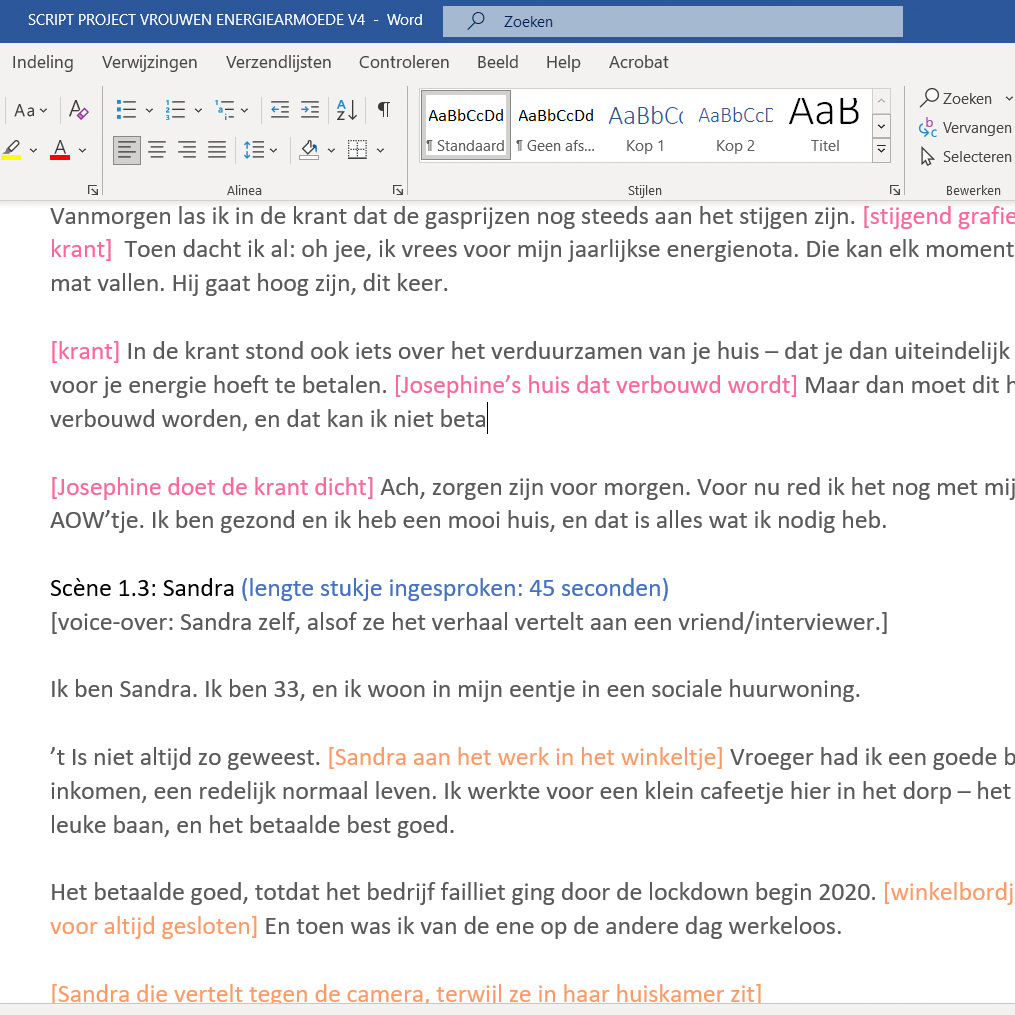 SCRIPT PROJECT VROUWEN ENERGIEARMOEDE V4 - Word
Zoeken
Indeling Verwijzingen Verzendlijsten Controleren Beeld Help Acrobat
Aa
AaBbCcDd AaBbCcDd AaBbCc AaBbCcD AaB
¶ Standaard ¶ Geen afs... Kop 1 Kop 2 Titel
Zoeken
Vervangen
Selecteren
Alinea Stijlen Bewerken
Vanmorgen las ik in de krant dat de gasprijzen nog steeds aan het stijgen zijn. [stijgend grafie
krant] Toen dacht ik al: oh jee, ik vrees voor mijn jaarlijkse energienota. Die kan elk moment
mat vallen. Hij gaat hoog zijn, dit keer.
[krant] In de krant stond ook iets over het verduurzamen van je huis – dat je dan uiteindelijk
voor je energie hoeft te betalen. [Josephine’s huis dat verbouwd wordt] Maar dan moet dit h
verbouwd worden, en dat kan ik niet beta
[Josephine doet de krant dicht] Ach, zorgen zijn voor morgen. Voor nu red ik het nog met mij
AOW’tje. Ik ben gezond en ik heb een mooi huis, en dat is alles wat ik nodig heb.
Scène 1.3: Sandra (lengte stukje ingesproken: 45 seconden)
[voice-over: Sandra zelf, alsof ze het verhaal vertelt aan een vriend/interviewer.]
Ik ben Sandra. Ik ben 33, en ik woon in mijn eentje in een sociale huurwoning.
’t Is niet altijd zo geweest. [Sandra aan het werk in het winkeltje] Vroeger had ik een goede b
inkomen, een redelijk normaal leven. Ik werkte voor een klein cafeetje hier in het dorp – het
leuke baan, en het betaalde best goed.
Het betaalde goed, totdat het bedrijf failliet ging door de lockdown begin 2020. [winkelbordj
voor altijd gesloten] En toen was ik van de ene op de andere dag werkeloos.
[Sandra die vertelt tegen de camera, terwijl ze in haar huiskamer zit]